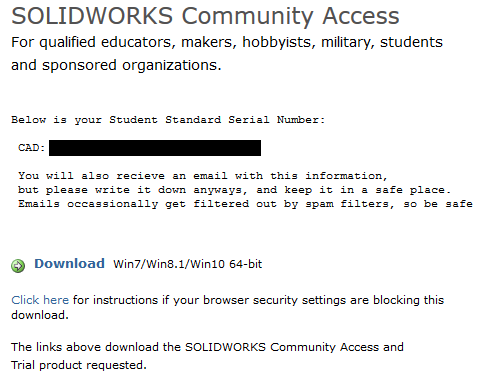 SOLIDWORKS Community Access
For qualified educators, makers, hobbyists, military, students
and sponsored organizations.
Below is your Student Standard Serial Number:
CAD:
You will also recieve an email with this information,
but please write it down anyways, and keep it in a safe place.
Emails occassionally get filtered out by spam filters, so be safe
Download Win7/Win8.1/Win10 64-bit
Click here for instructions if your browser security settings are blocking this
download.
The links above download the SOLIDWORKS Community Access and
Trial product requested.